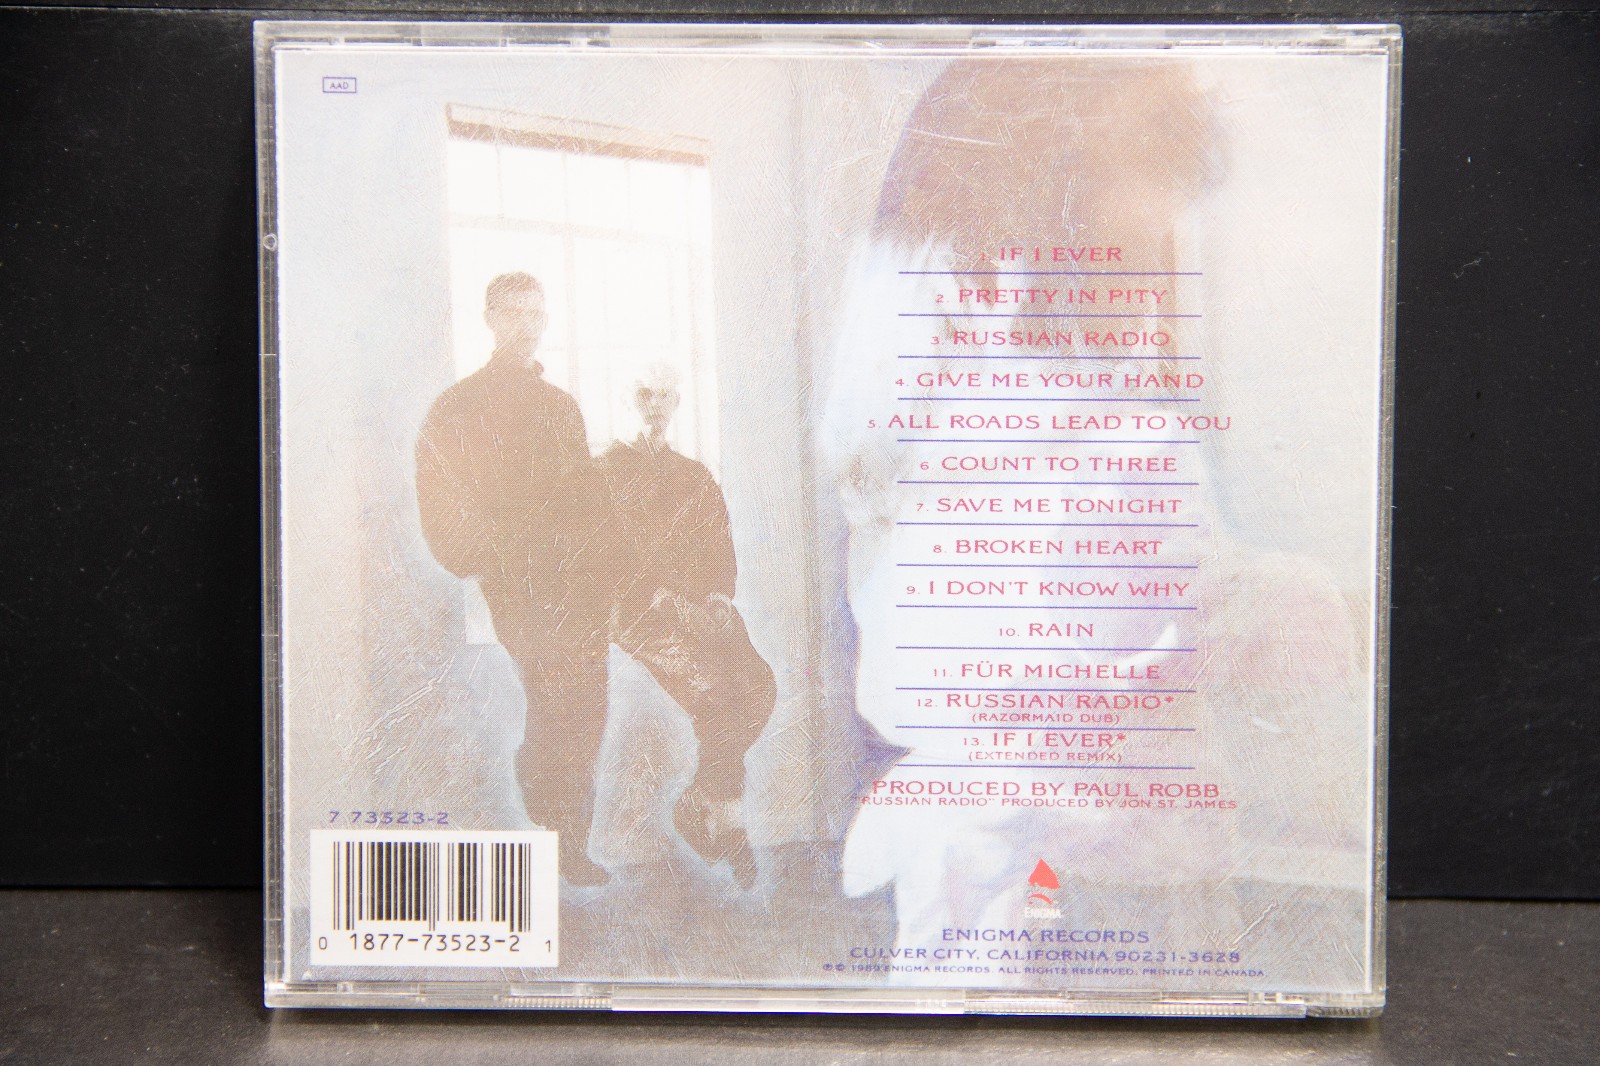 AAD
1. IF I EVER
2. PRETTY IN PITY
3. RUSSIAN RADIO
4. GIVE ME YOUR HAND
5. ALL ROADS LEAD TO YOU
6. COUNT TO THREE
7. SAVE ME TONIGHT
8. BROKEN HEART
9. I DON'T KNOW WHY
10. RAIN
11. FÜR MICHELLE
12. RUSSIAN RADIO*
(RAZORMAID DUB)
13. IF I EVER*
(EXTENDED REMIX)
PRODUCED BY PAUL ROBB
"RUSSIAN RADIO" PRODUCED BY JON ST. JAMES
7 73523-2
0 1877-73523-2 1
ENIGMA
ENIGMA RECORDS
CULVER CITY, CALIFORNIA 90231-3628
℗© 1989 ENIGMA RECORDS. ALL RIGHTS RESERVED. PRINTED IN CANADA.